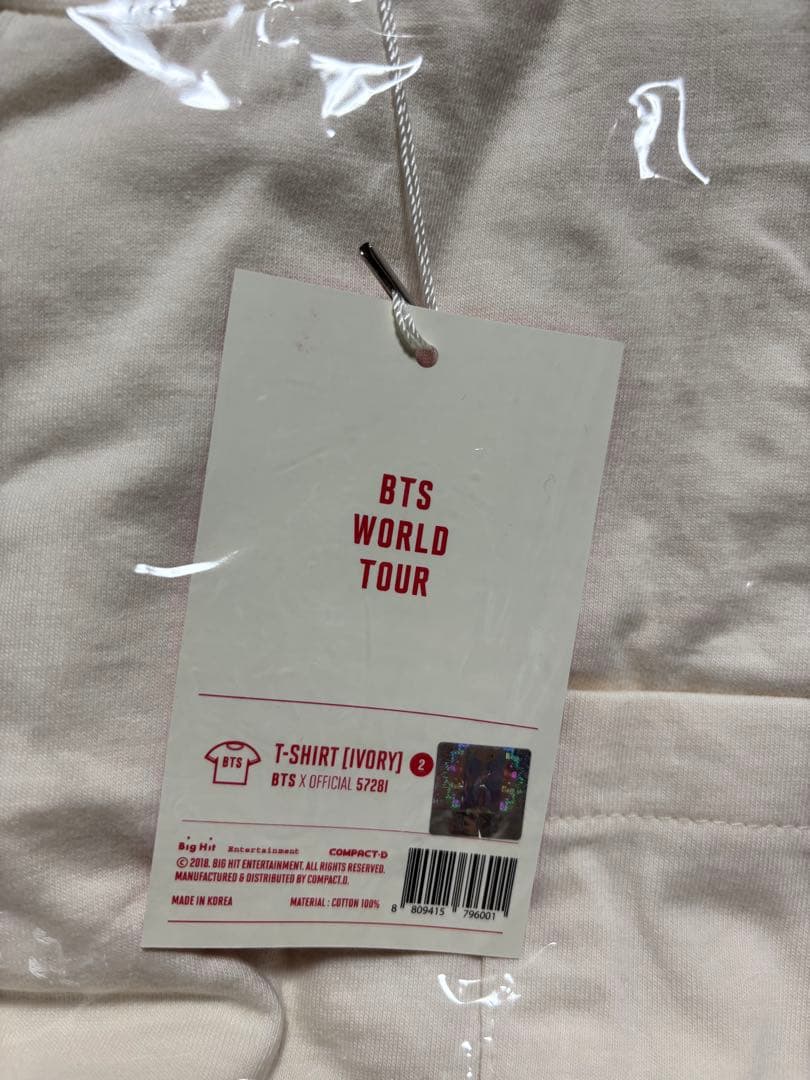 BTS
WORLD
TOUR
BTS
T-SHIRT [IVORY] 2
BTS X OFFICIAL 57281
Big Hit Entertainment COMPACT-D
© 2018. BIG HIT ENTERTAINMENT. ALL RIGHTS RESERVED.
MANUFACTURED & DISTRIBUTED BY COMPACT.D.
MADE IN KOREA MATERIAL : COTTON 100%
8 809415 796001